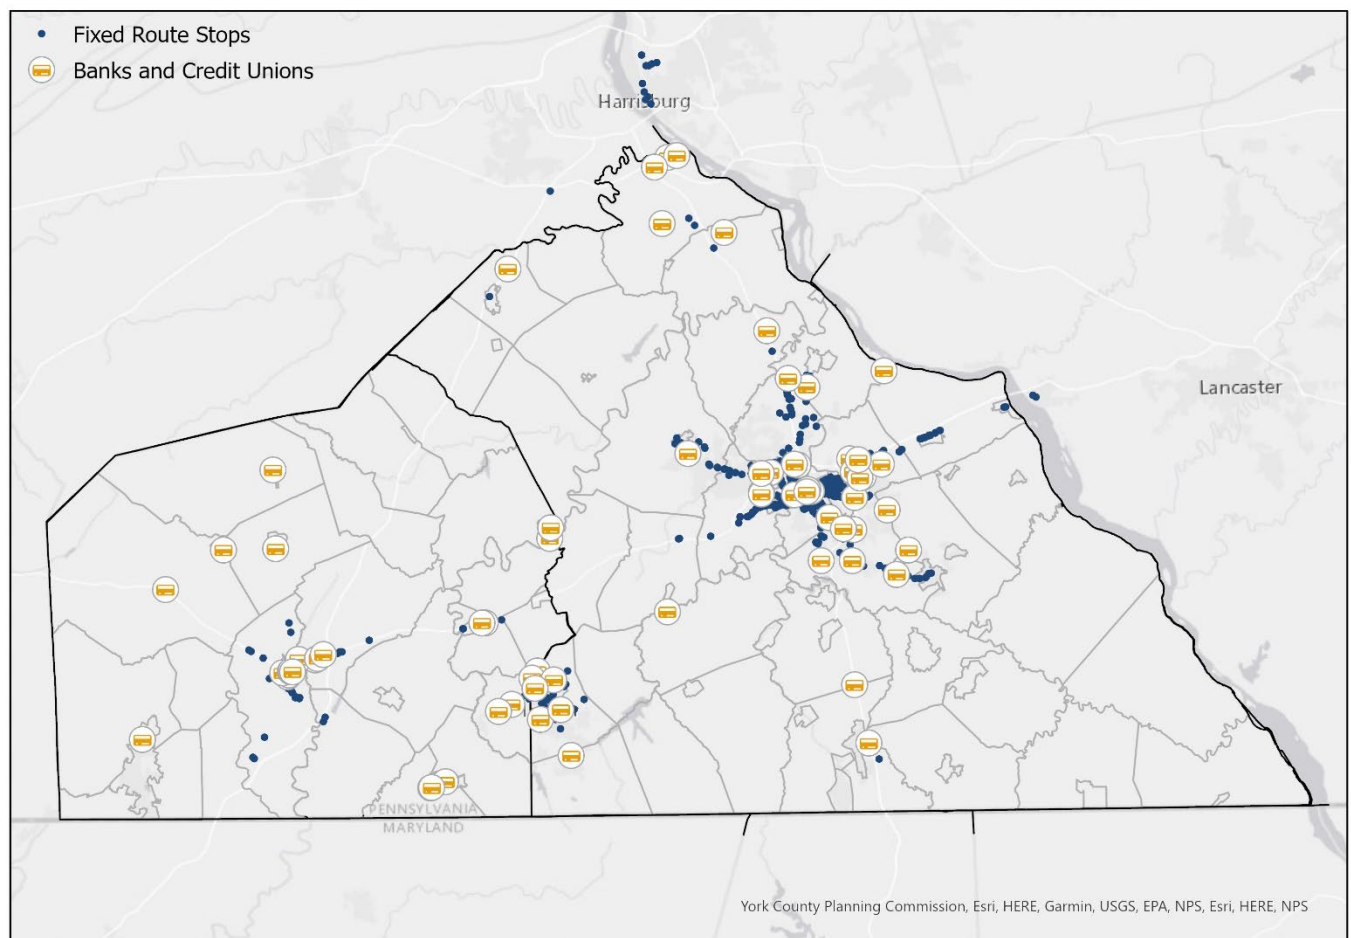 Fixed Route Stops
Banks and Credit Unions
Harrisburg
Lancaster
PENNSYLVANIA
MARYLAND
York County Planning Commission, Esri, HERE, Garmin, USGS, EPA, NPS, Esri, HERE, NPS